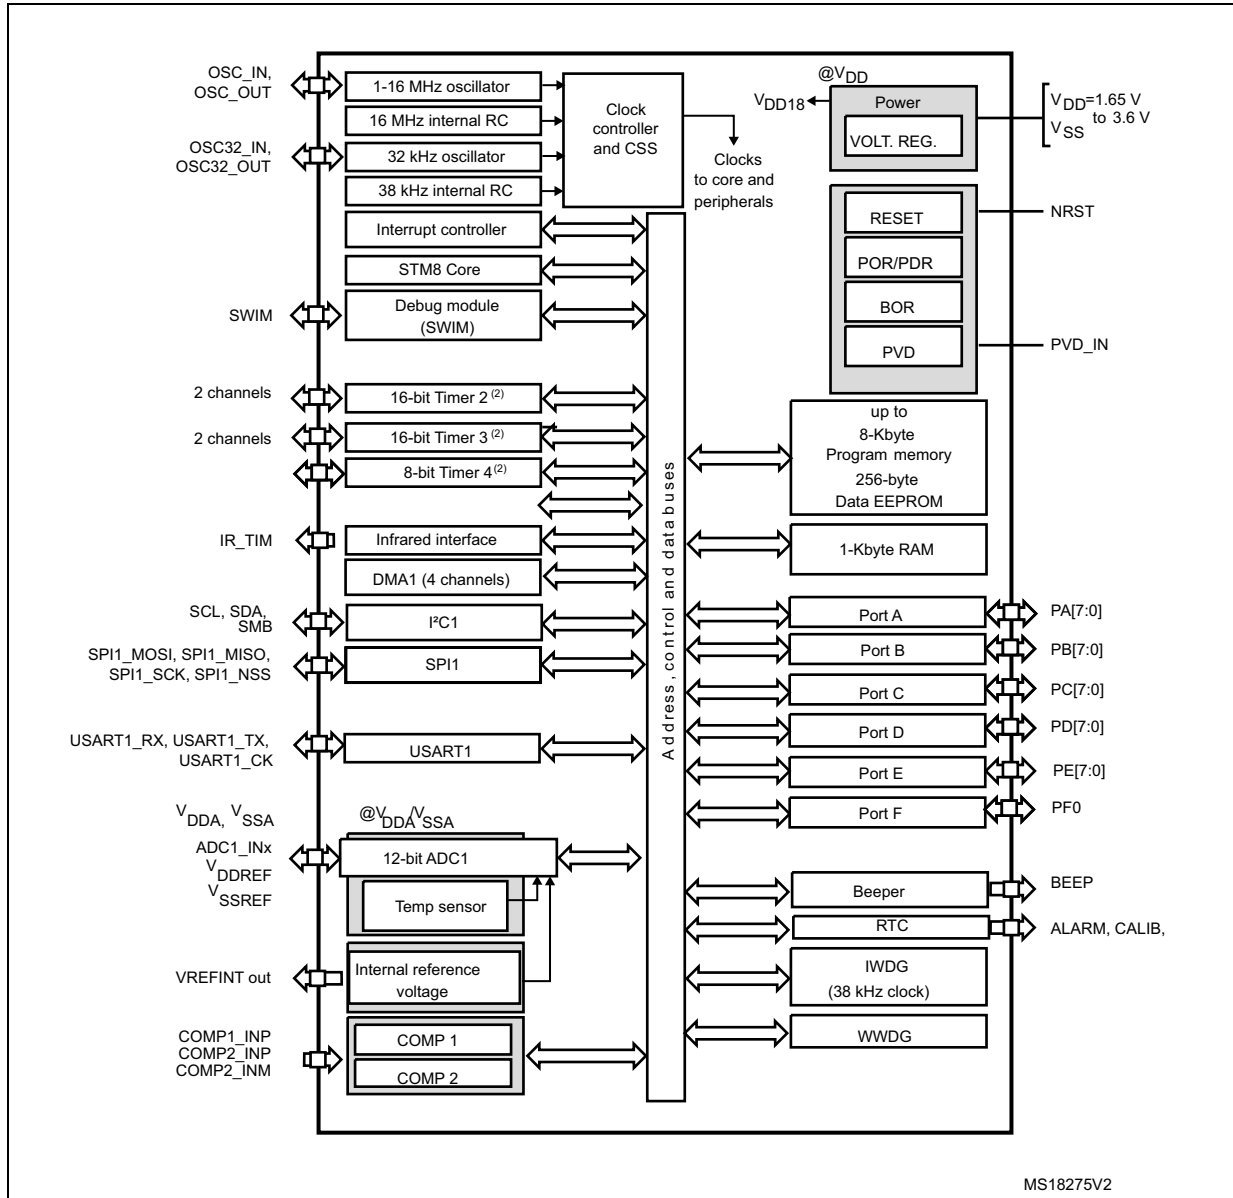 OSC_IN,
OSC_OUT
1-16 MHz oscillator
16 MHz internal RC
OSC32_IN,
OSC32_OUT
32 kHz oscillator
38 kHz internal RC
Clock
controller
and CSS
Clocks
to core and
peripherals
@VDD
VDD18
Power
VOLT. REG.
VDD=1.65 V
to 3.6 V
VSS
Interrupt controller
STM8 Core
SWIM
Debug module
(SWIM)
RESET
NRST
POR/PDR
BOR
PVD
PVD_IN
2 channels
16-bit Timer 2 (2)
2 channels
16-bit Timer 3 (2)
8-bit Timer 4 (2)
IR_TIM
Infrared interface
DMA1 (4 channels)
SCL, SDA,
SMB
I²C1
SPI1_MOSI, SPI1_MISO,
SPI1_SCK, SPI1_NSS
SPI1
USART1_RX, USART1_TX,
USART1_CK
USART1
VDDA, VSSA
@VDDA/VSSA
ADC1_INx
VDDREF
VSSREF
12-bit ADC1
Temp sensor
VREFINT out
Internal reference
voltage
COMP1_INP
COMP2_INP
COMP2_INM
COMP 1
COMP 2
Address, control and data buses
up to
8-Kbyte
Program memory
256-byte
Data EEPROM
1-Kbyte RAM
Port A
PA[7:0]
Port B
PB[7:0]
Port C
PC[7:0]
Port D
PD[7:0]
Port E
PE[7:0]
Port F
PF0
Beeper
BEEP
RTC
ALARM, CALIB,
IWDG
(38 kHz clock)
WWDG
MS18275V2